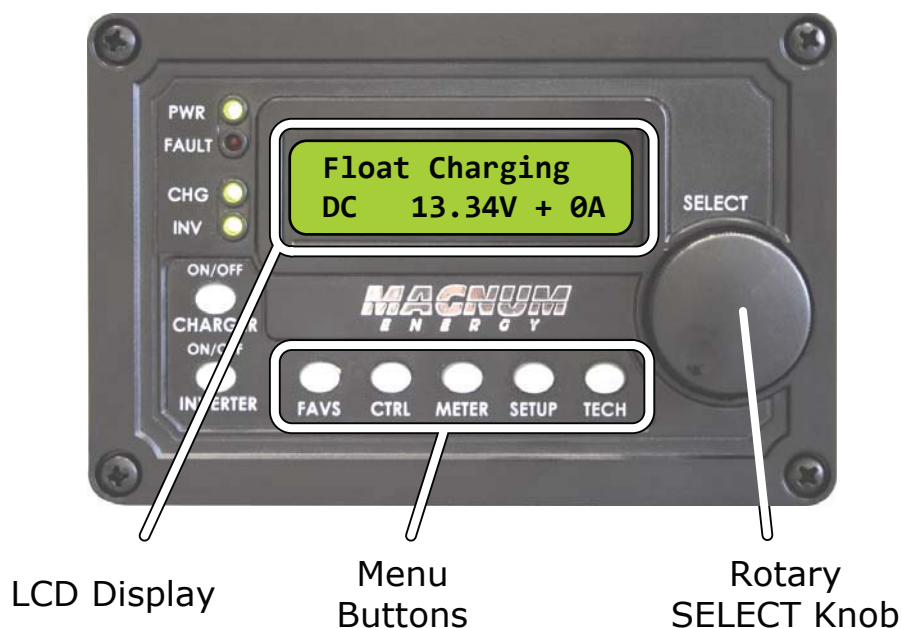 PWR
FAULT
CHG
INV
ON/OFF
CHARGER
ON/OFF
INVERTER
Float Charging
DC 13.34V + 0A
SELECT
MAGNUM
ENERGY
FAVS CTRL METER SETUP TECH
LCD Display
Menu
Buttons
Rotary
SELECT Knob